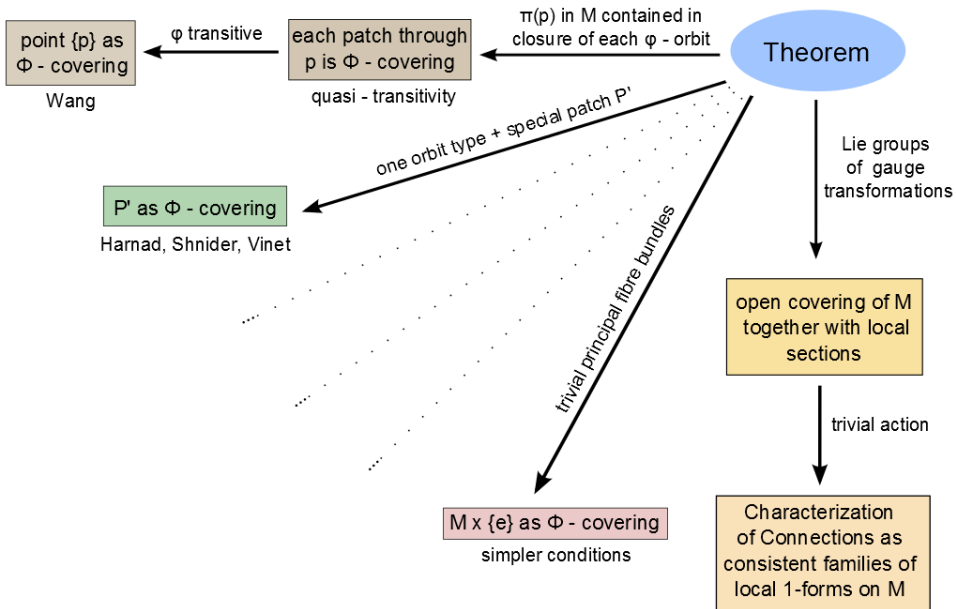 π(p) in M contained in
closure of each φ - orbit
Theorem
φ transitive
point {p} as
Φ - covering
Wang
each patch through
p is Φ - covering
quasi - transitivity
one orbit type + special patch P'
P' as Φ - covering
Harnad, Shnider, Vinet
Lie groups
of gauge
transformations
trivial principal fibre bundles
open covering of M
together with local
sections
trivial action
M x {e} as Φ - covering
simpler conditions
Characterization
of Connections as
consistent families of
local 1-forms on M